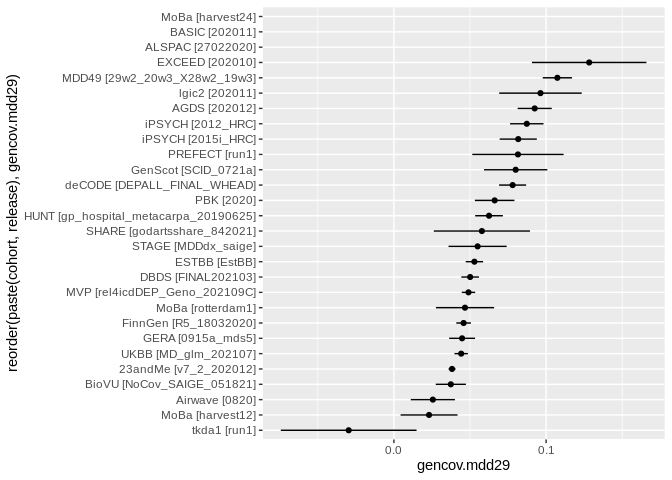 MoBa [harvest24]
BASIC [202011]
ALSPAC [27022020]
EXCEED [202010]
MDD49 [29w2_20w3_X28w2_19w3]
lgic2 [202011]
AGDS [202012]
iPSYCH [2012_HRC]
iPSYCH [2015i_HRC]
PREFECT [run1]
GenScot [SCID_0721a]
deCODE [DEPALL_FINAL_WHEAD]
PBK [2020]
HUNT [gp_hospital_metacarpa_20190625]
SHARE [godartsshare_842021]
STAGE [MDDdx_saige]
ESTBB [EstBB]
DBDS [FINAL202103]
MVP [rel4icdDEP_Geno_202109C]
MoBa [rotterdam1]
FinnGen [R5_18032020]
GERA [0915a_mds5]
UKBB [MD_glm_202107]
23andMe [v7_2_202012]
BioVU [NoCov_SAIGE_051821]
Airwave [0820]
MoBa [harvest12]
tkda1 [run1]
reorder(paste(cohort, release), gencov.mdd29)
0.0 0.1
gencov.mdd29